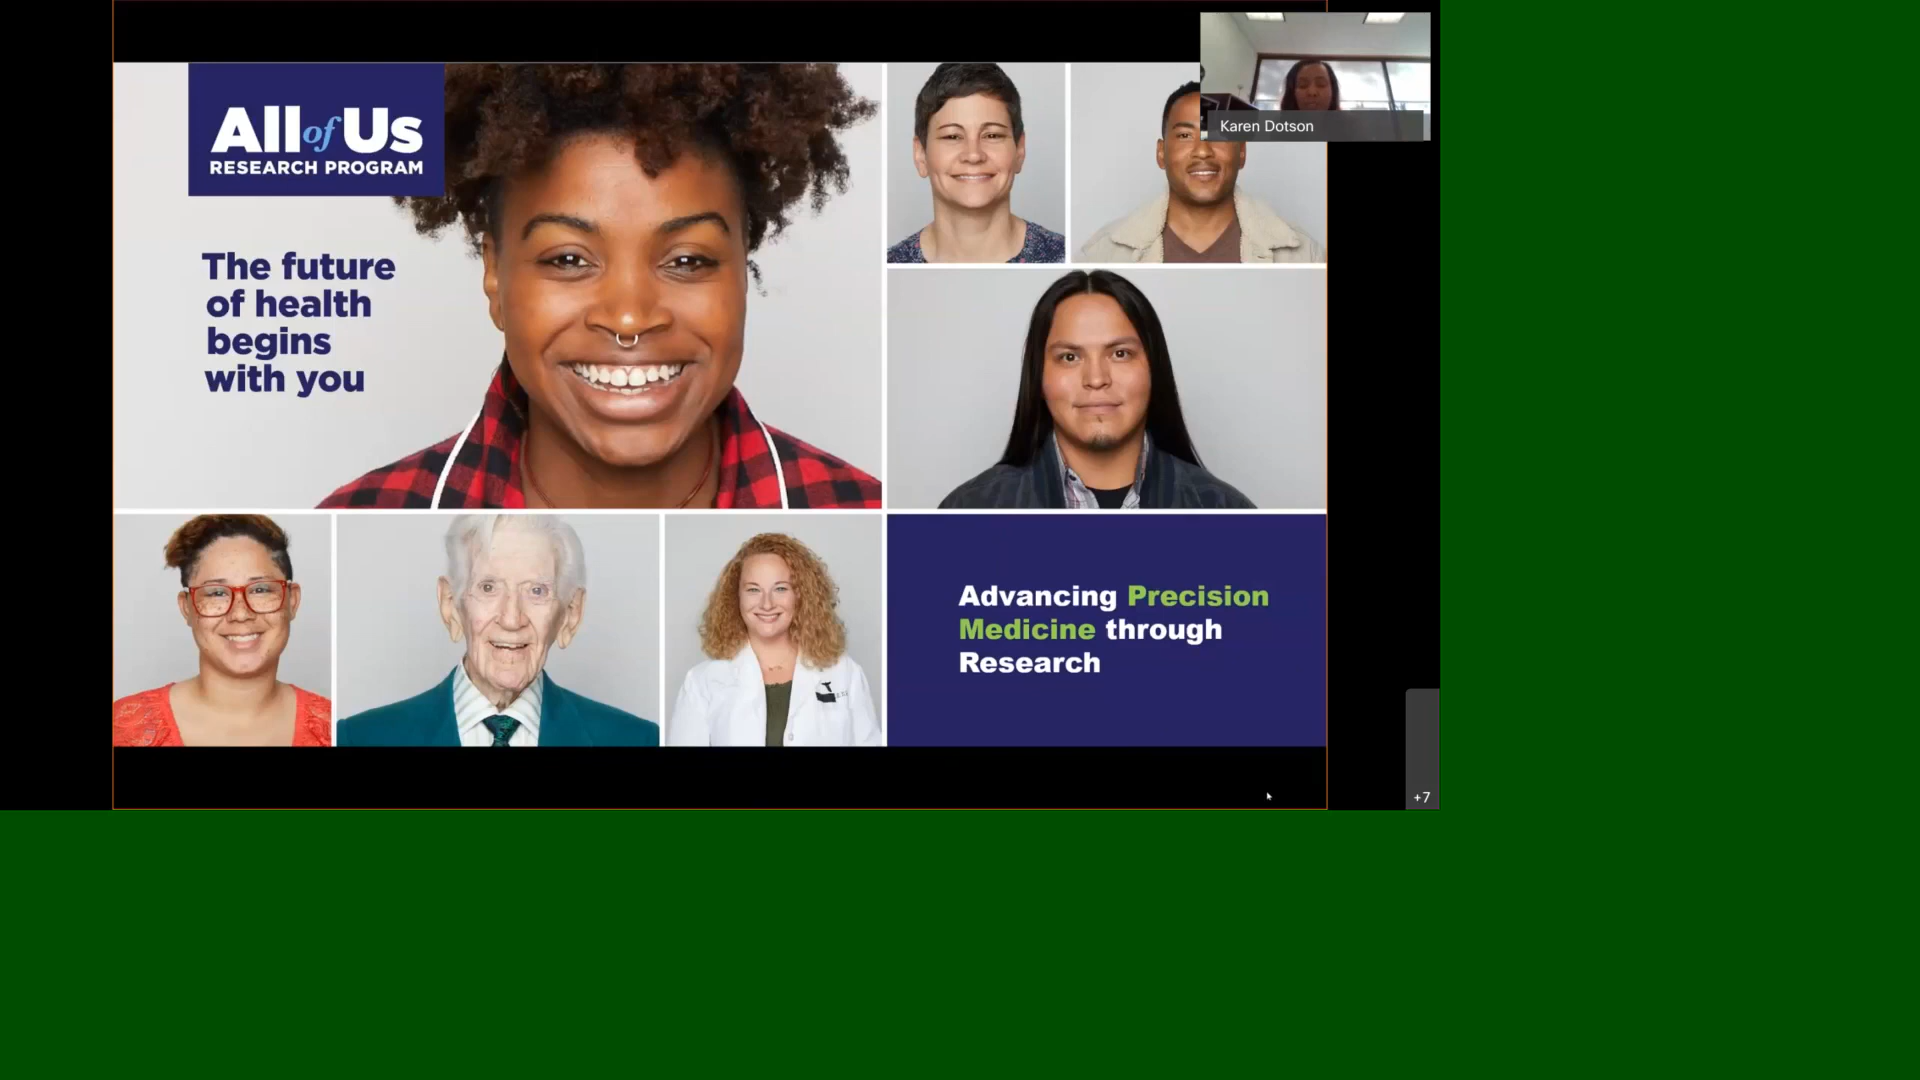 All of Us
RESEARCH PROGRAM
The future
of health
begins
with you
Karen Dotson
Advancing Precision
Medicine through
Research
+7